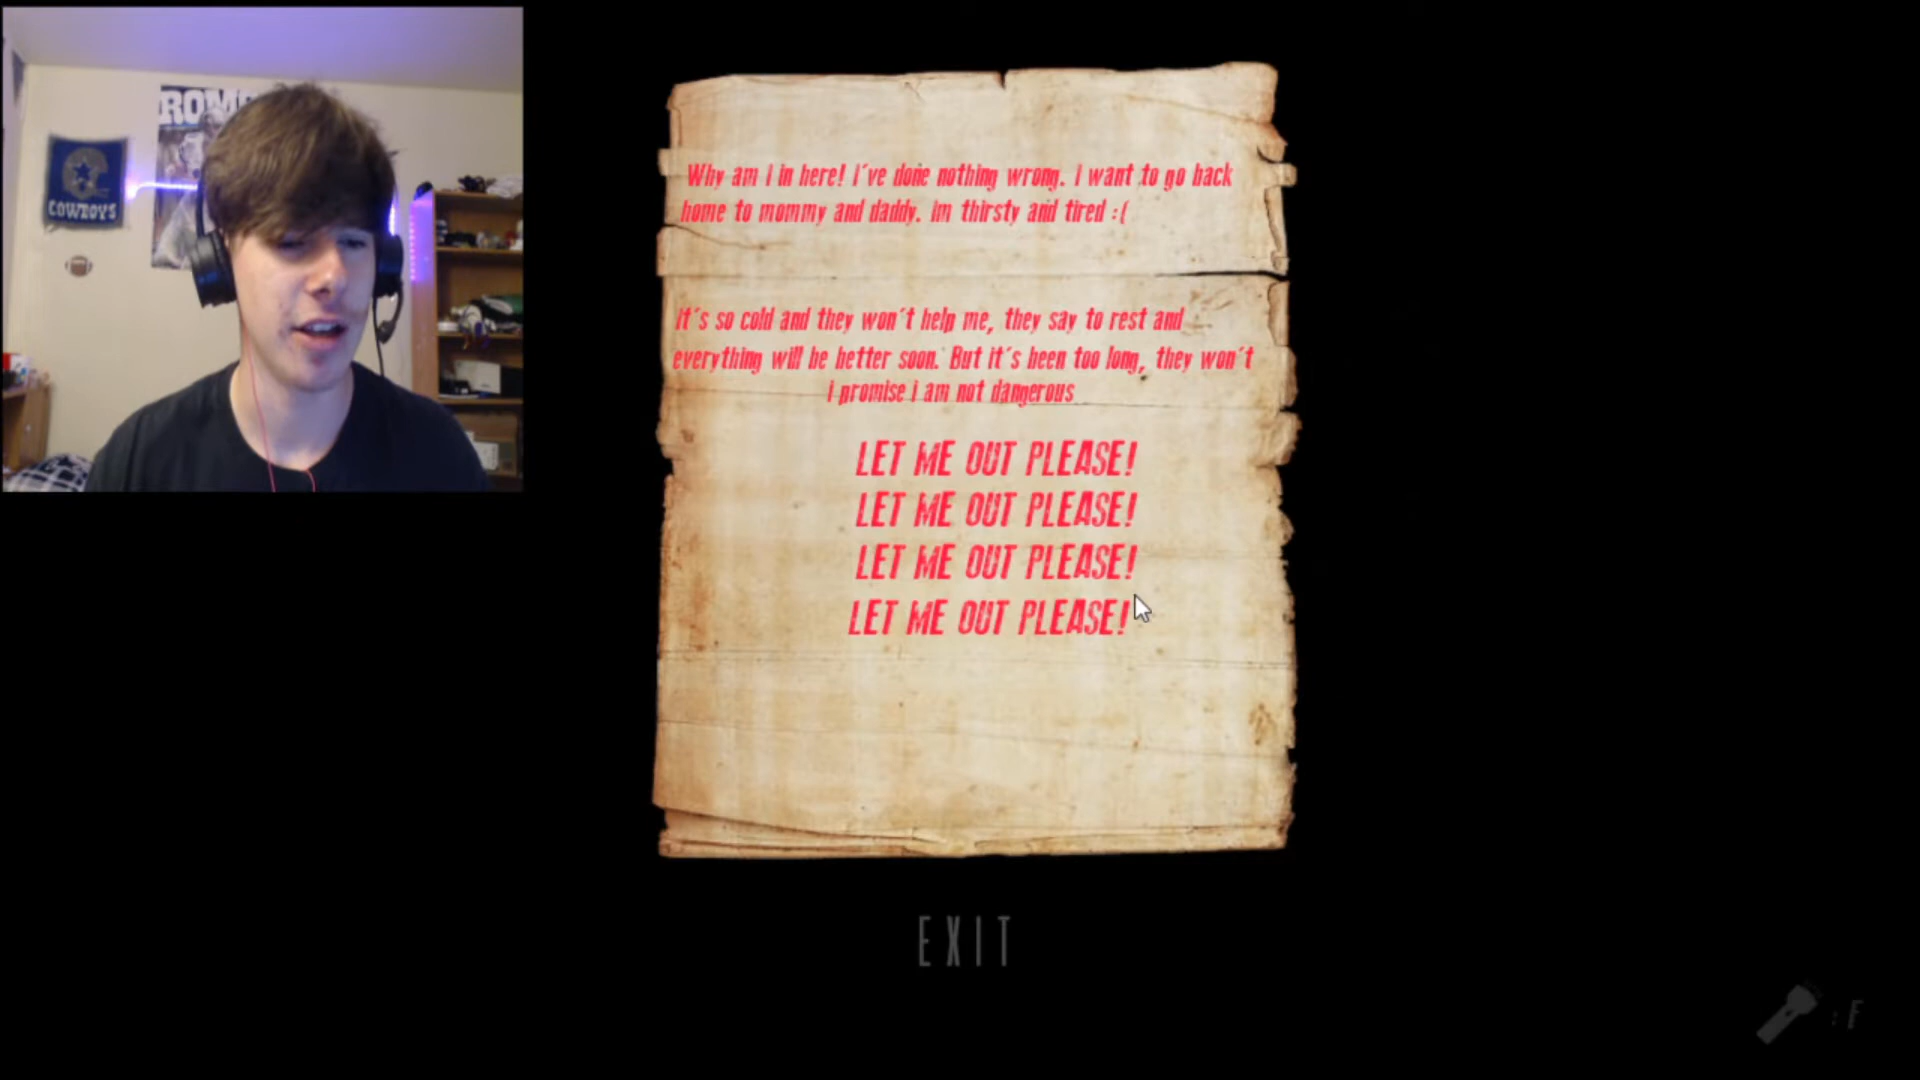 ROM
COWBOYS
Why am i in here! i've done nothing wrong. i want to go back
home to mommy and daddy. im thirsty and tired :(
it's so cold and they won't help me, they say to rest and
everything will be better soon. But it's been too long, they won't
i promise i am not dangerous
LET ME OUT PLEASE!
LET ME OUT PLEASE!
LET ME OUT PLEASE!
LET ME OUT PLEASE!
EXIT
: F